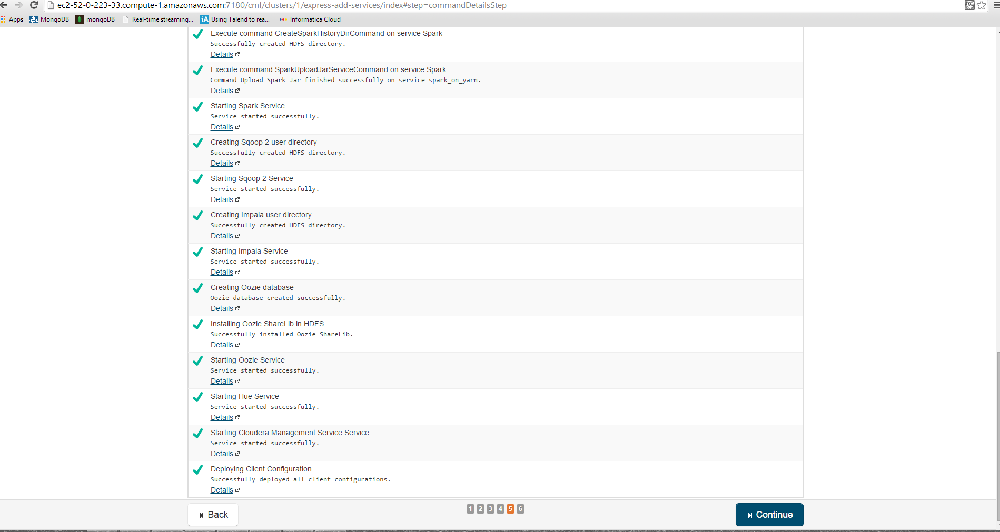 ec2-52-0-223-33.compute-1.amazonaws.com:7180/cmf/clusters/1/express-add-services/index#step=commandDetailsStep
Apps MongoDB mongoDB Real-time streaming... iA Using Talend to rea... Informatica Cloud
Execute command CreateSparkHistoryDirCommand on service Spark
Successfully created HDFS directory.
Details
Execute command SparkUploadJarServiceCommand on service Spark
Command Upload Spark Jar finished successfully on service spark_on_yarn.
Details
Starting Spark Service
Service started successfully.
Details
Creating Sqoop 2 user directory
Successfully created HDFS directory.
Details
Starting Sqoop 2 Service
Service started successfully.
Details
Creating Impala user directory
Successfully created HDFS directory.
Details
Starting Impala Service
Service started successfully.
Details
Creating Oozie database
Oozie database created successfully.
Details
Installing Oozie ShareLib in HDFS
Successfully installed Oozie ShareLib.
Details
Starting Oozie Service
Service started successfully.
Details
Starting Hue Service
Service started successfully.
Details
Starting Cloudera Management Service Service
Service started successfully.
Details
Deploying Client Configuration
Successfully deployed all client configurations.
Details
Back 1 2 3 4 5 6 Continue